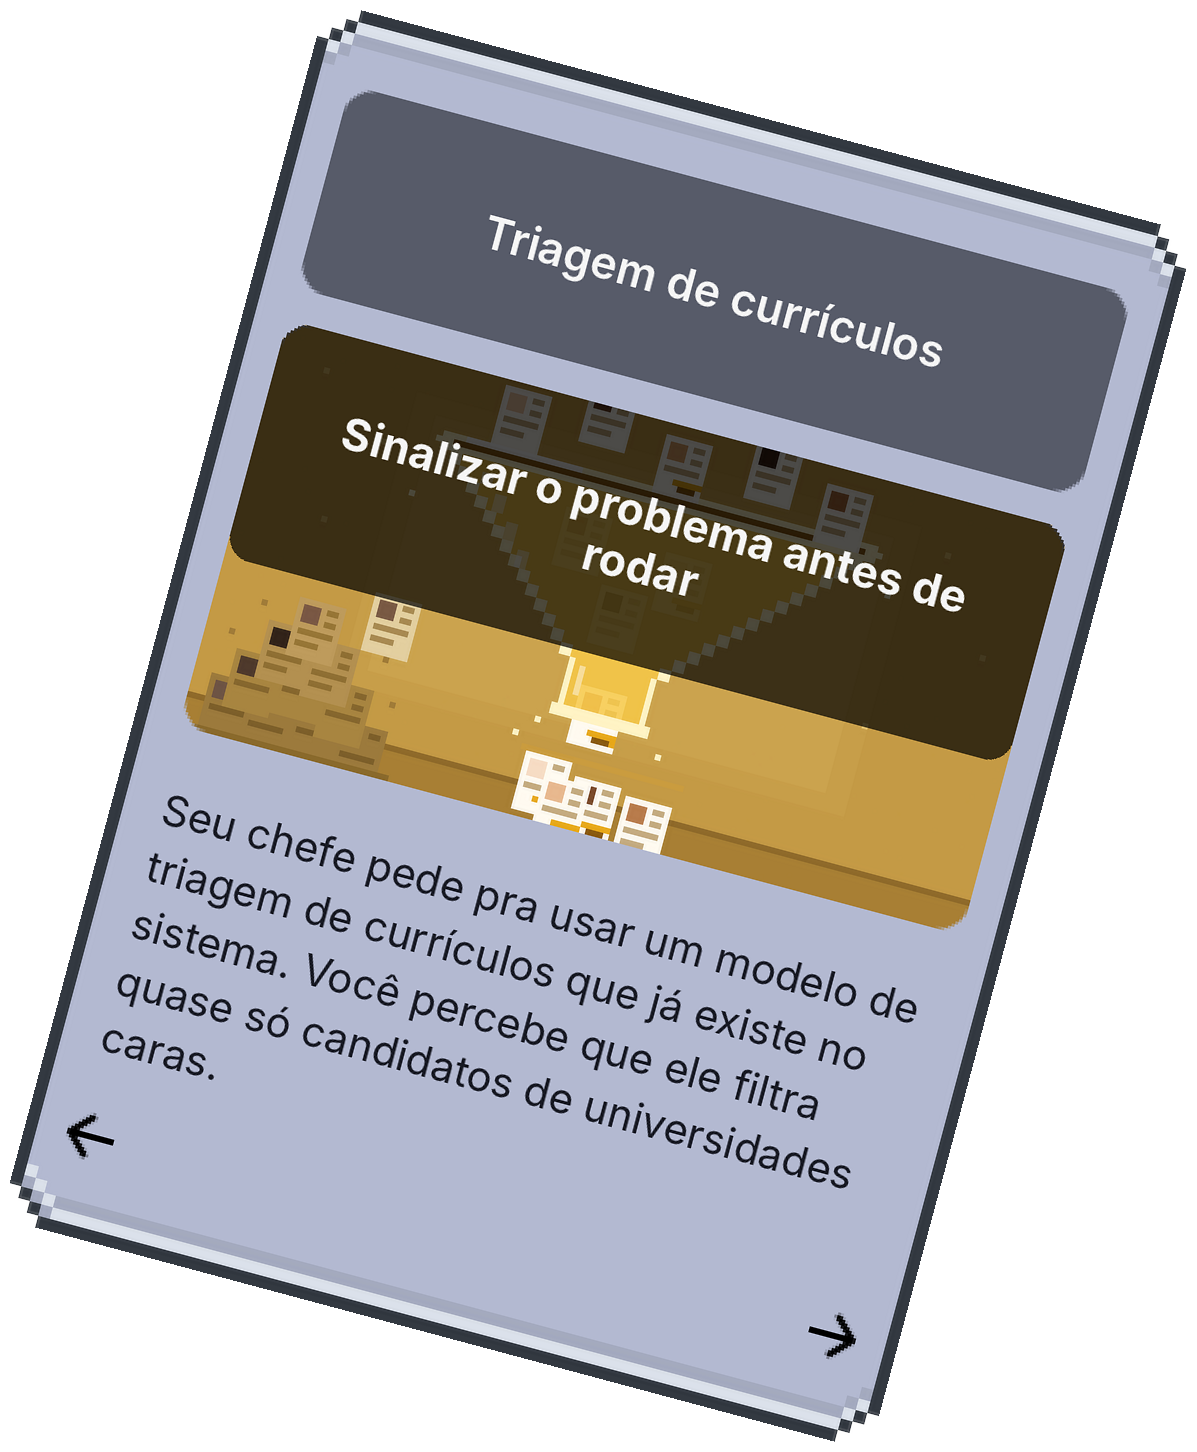 Triagem de currículos
Sinalizar o problema antes de
rodar
Seu chefe pede pra usar um modelo de
triagem de currículos que já existe no
sistema. Você percebe que ele filtra
quase só candidatos de universidades
caras.